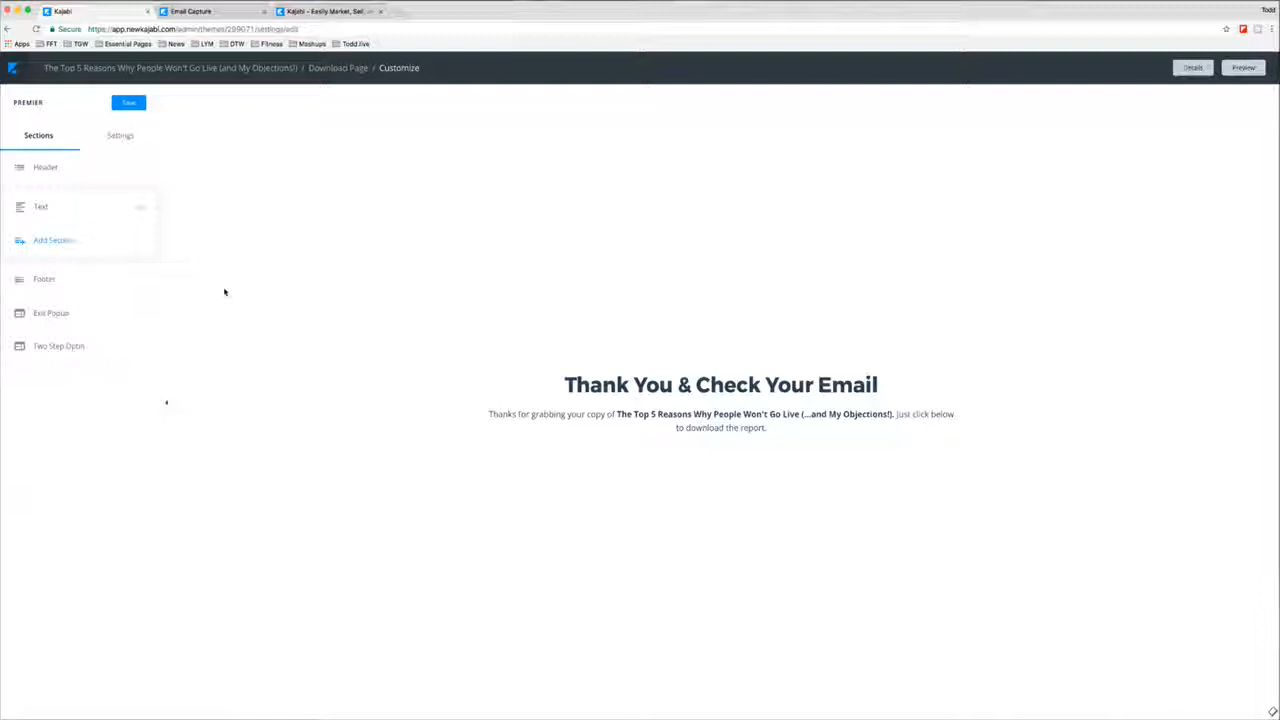 Kajabi
Email Capture
Kajabi - Easily Market, Sell,
Todd
Secure
https://app.newkajabi.com/admin/themes/299071/settings/edit
Apps
FFT
TGW
Essential Pages
News
LYM
DTW
Fitness
Mashups
Todd.live
The Top 5 Reasons Why People Won't Go Live (and My Objections!) / Download Page / Customize
Details
Preview
PREMIER
Save
Sections
Settings
Header
Text
Add Section
Footer
Exit Popup
Two Step Optin
Thank You & Check Your Email
Thanks for grabbing your copy of The Top 5 Reasons Why People Won't Go Live (...and My Objections!). Just click below
to download the report.